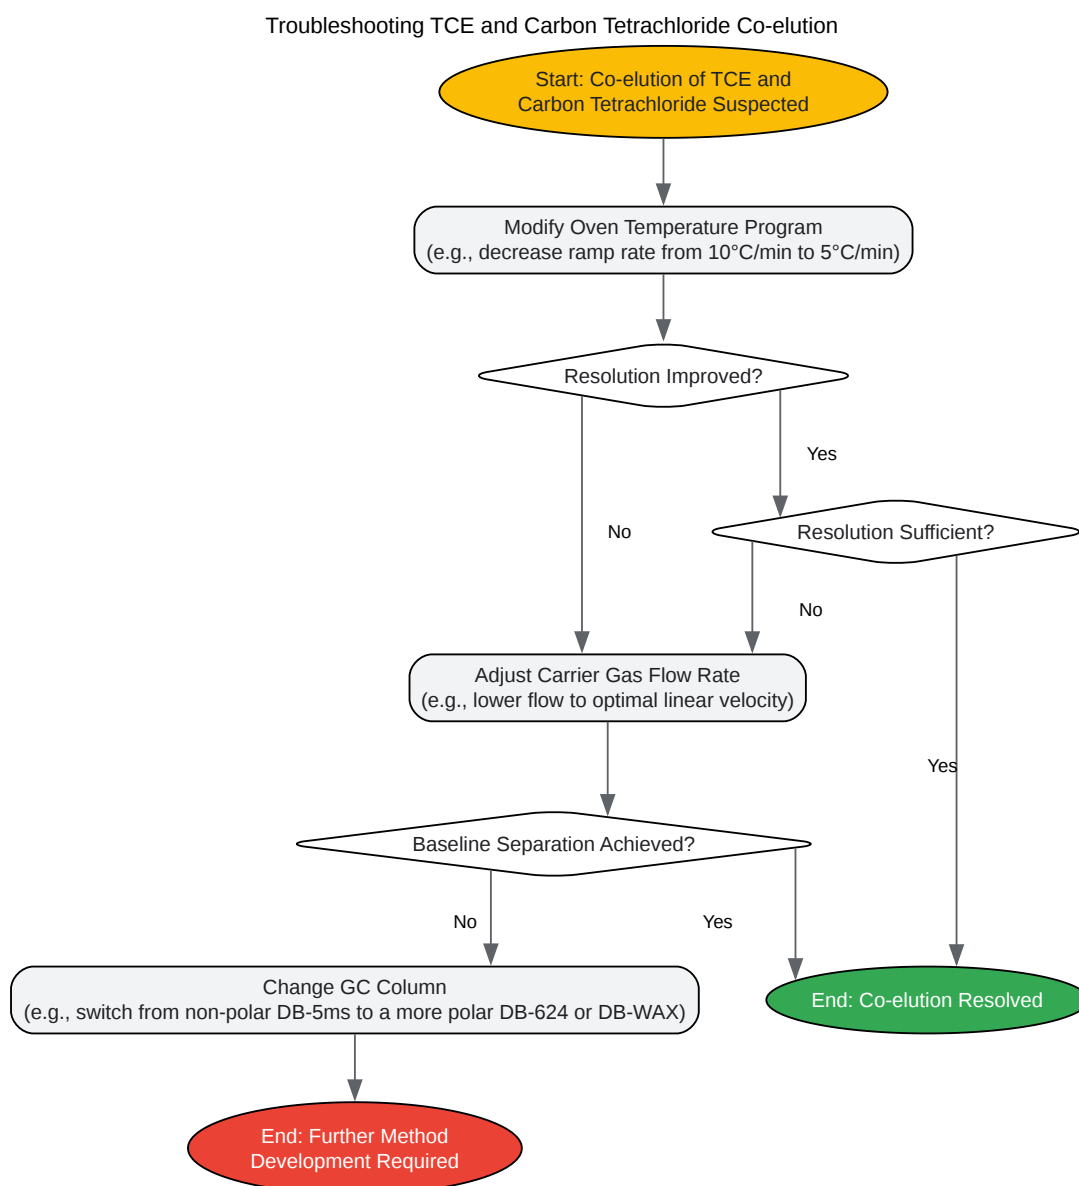 Troubleshooting TCE and Carbon Tetrachloride Co-elution
Start: Co-elution of TCE and
Carbon Tetrachloride Suspected
Modify Oven Temperature Program
(e.g., decrease ramp rate from 10°C/min to 5°C/min)
Resolution Improved?
Yes
No
Resolution Sufficient?
No
Adjust Carrier Gas Flow Rate
(e.g., lower flow to optimal linear velocity)
Yes
Baseline Separation Achieved?
No
Yes
Change GC Column
(e.g., switch from non-polar DB-5ms to a more polar DB-624 or DB-WAX)
End: Co-elution Resolved
End: Further Method
Development Required